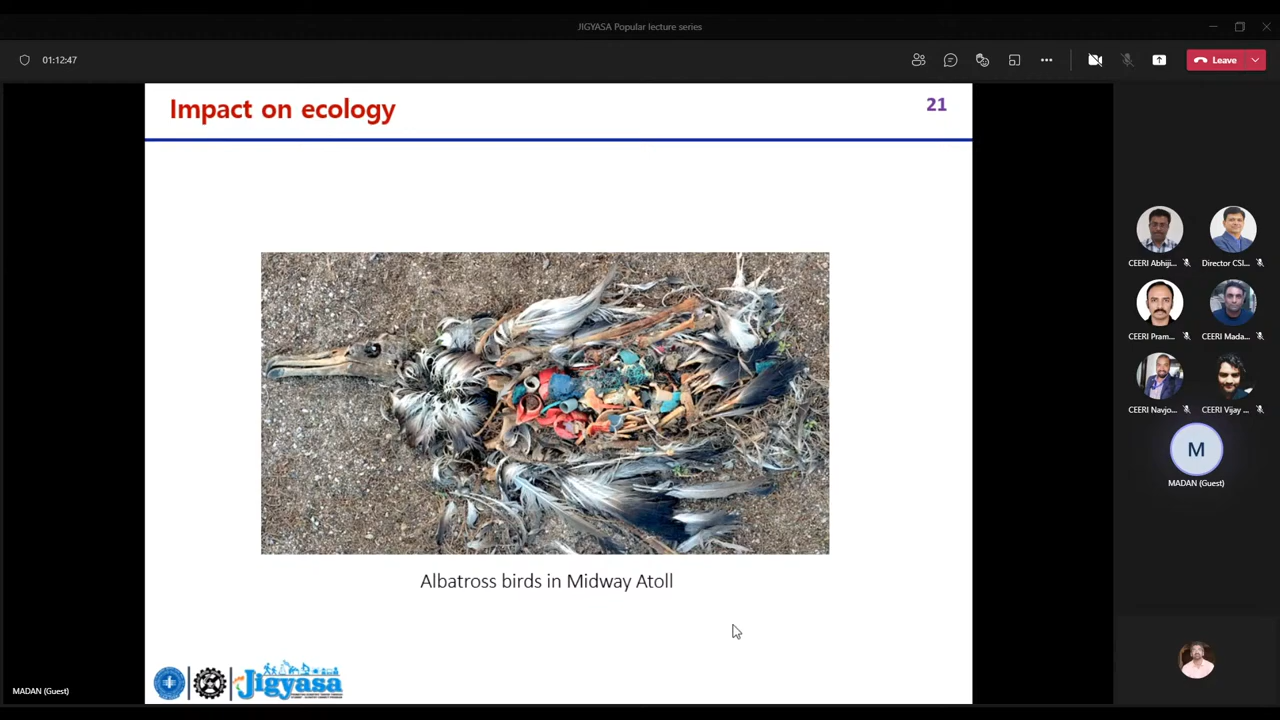 JIGYASA Popular lecture series
01:12:47
Leave
Impact on ecology
21
CEERI Abhiji...
Director CSI...
CEERI Pram...
CEERI Mada...
CEERI Navjo...
CEERI Vijay ...
M
MADAN (Guest)
Albatross birds in Midway Atoll
Jigyasa
MADAN (Guest)